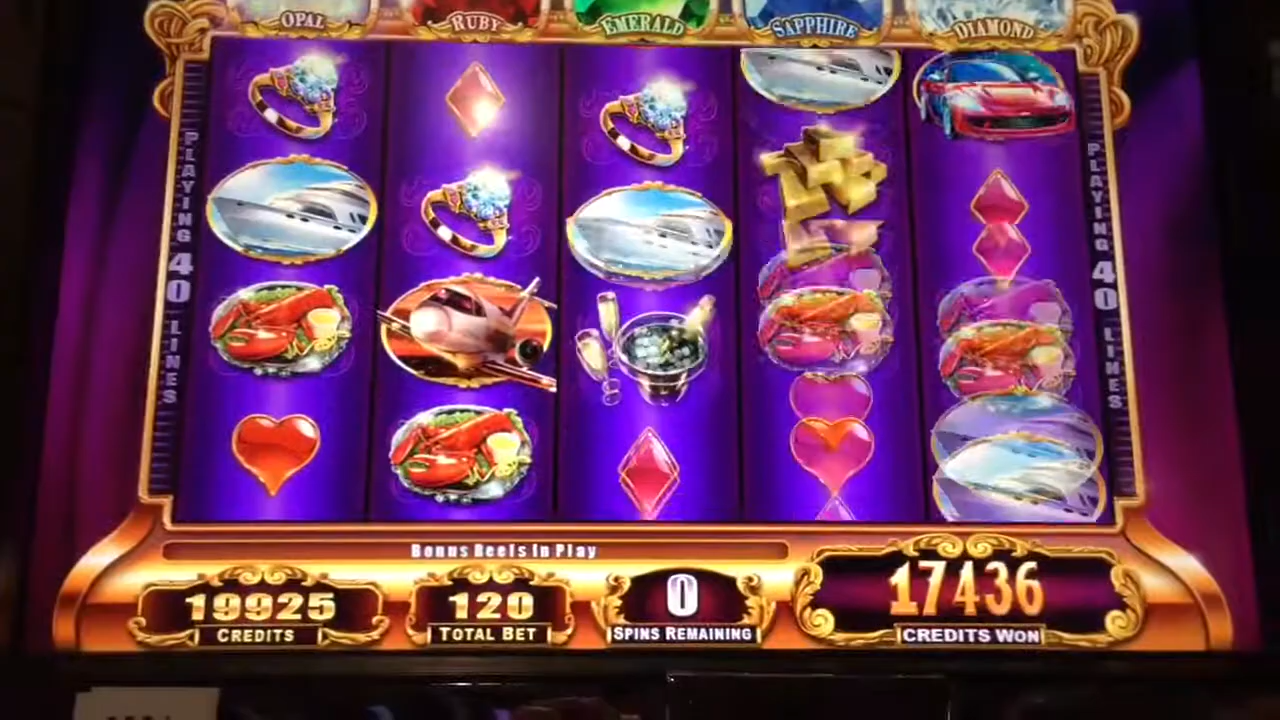 OPAL
RUBY
EMERALD
SAPPHIRE
DIAMOND
PLAYING 40 LINES
PLAYING 40 LINES
Bonus Reels In Play
19925
CREDITS
120
TOTAL BET
0
SPINS REMAINING
17436
CREDITS WON